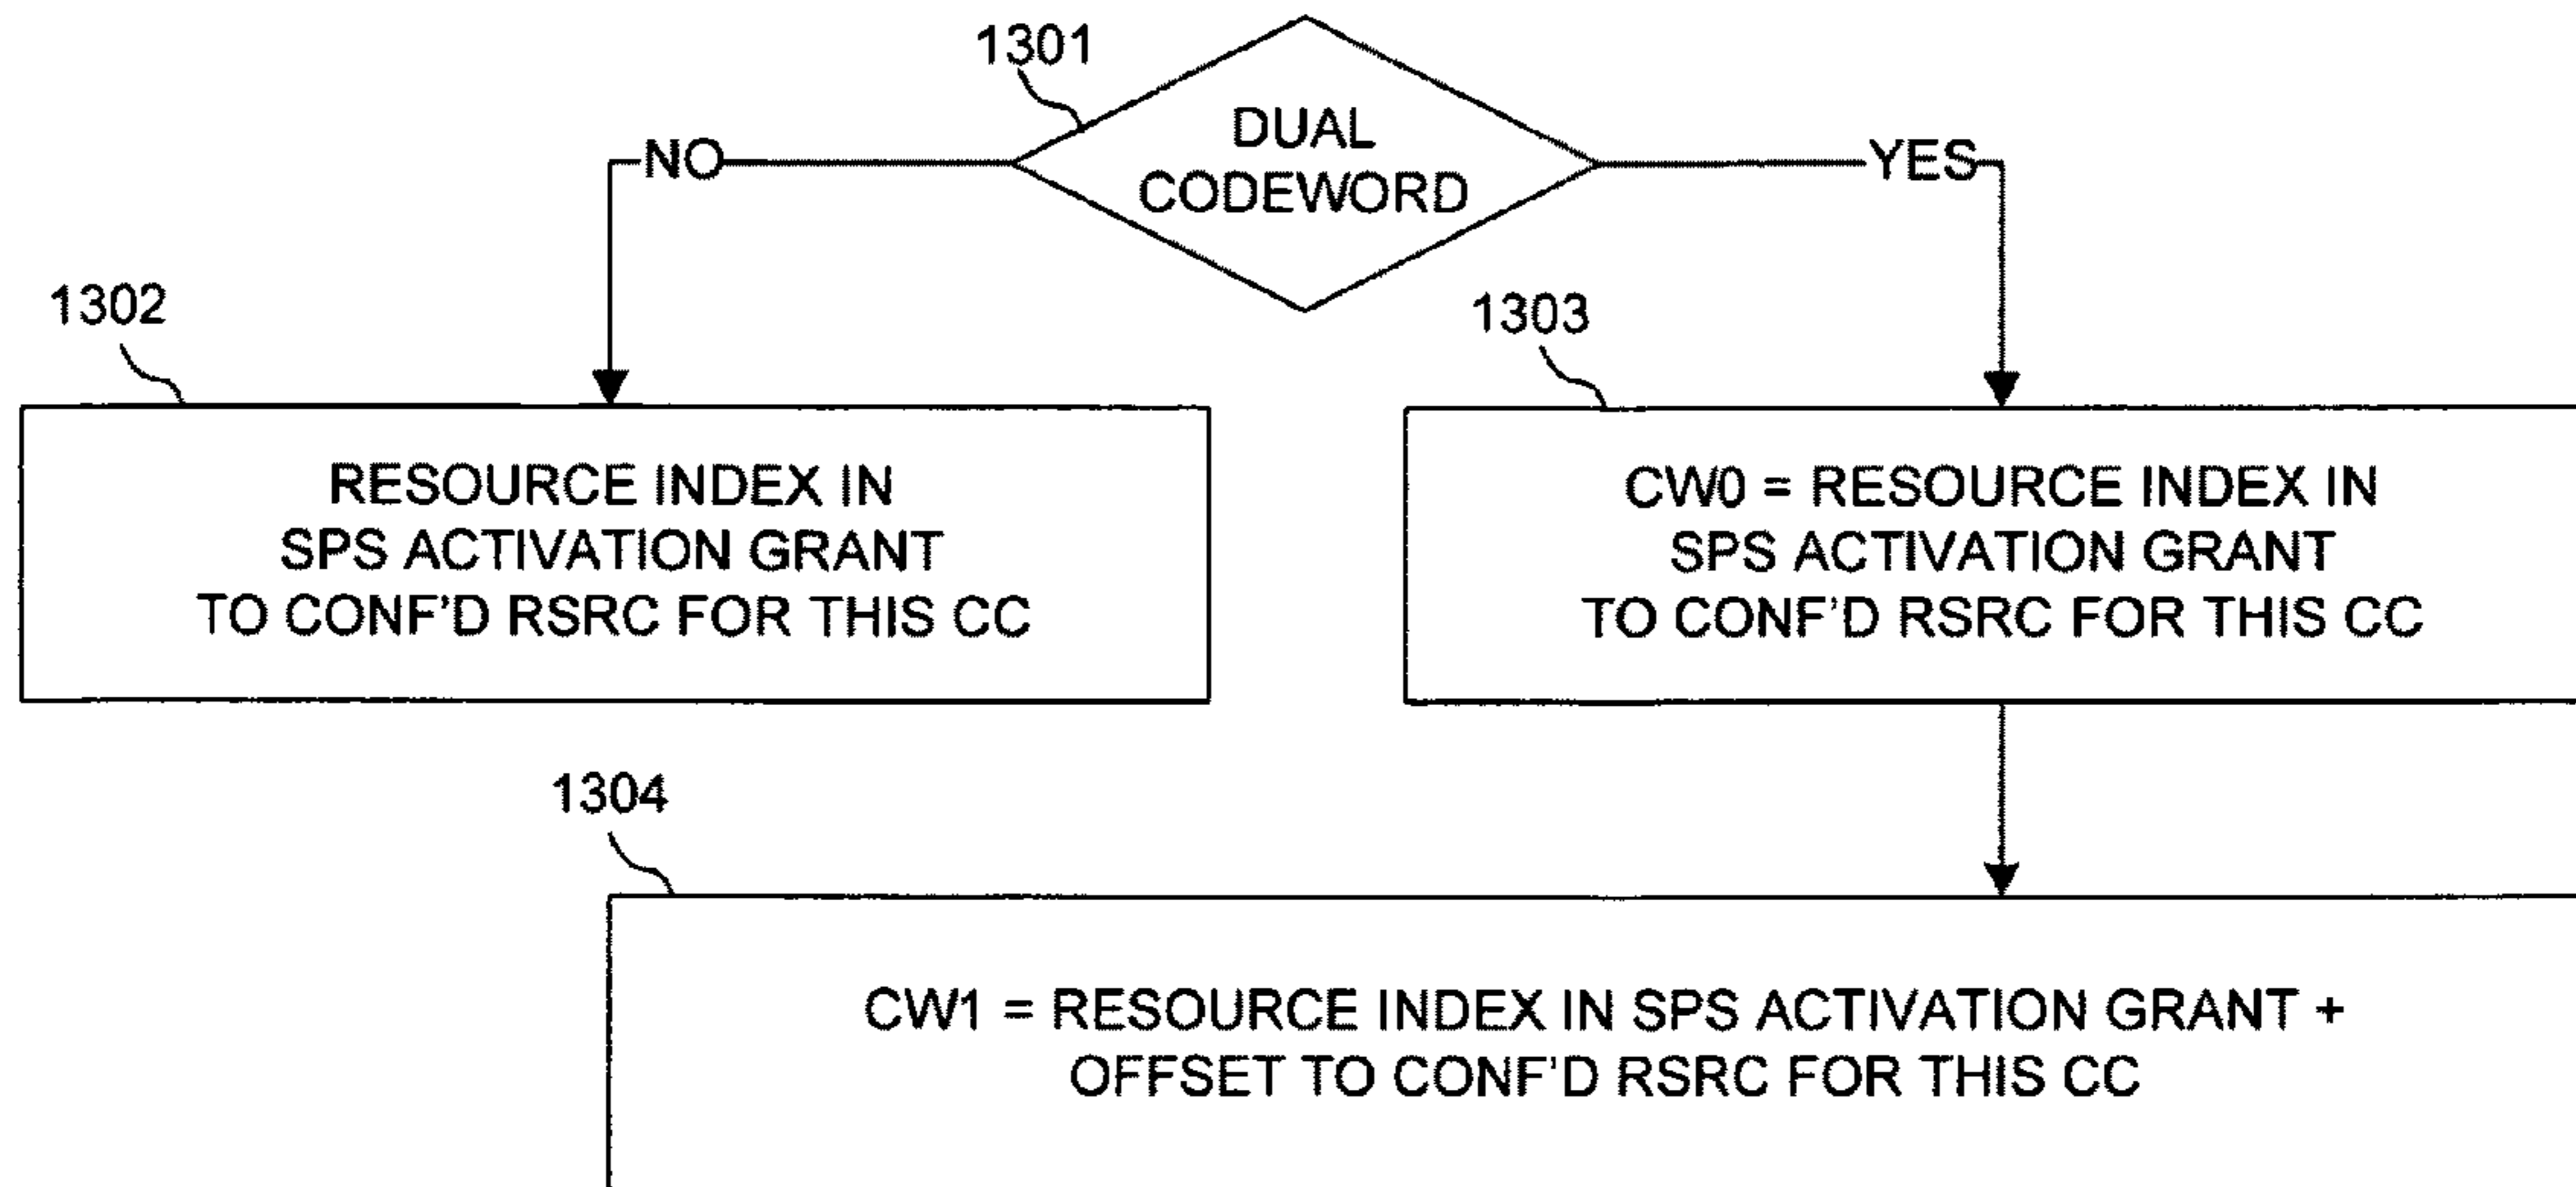 1301
DUAL
CODEWORD
NO
YES
1302
1303
RESOURCE INDEX IN
SPS ACTIVATION GRANT
TO CONF'D RSRC FOR THIS CC
CW0 = RESOURCE INDEX IN
SPS ACTIVATION GRANT
TO CONF'D RSRC FOR THIS CC
1304
CW1 = RESOURCE INDEX IN SPS ACTIVATION GRANT +
OFFSET TO CONF'D RSRC FOR THIS CC